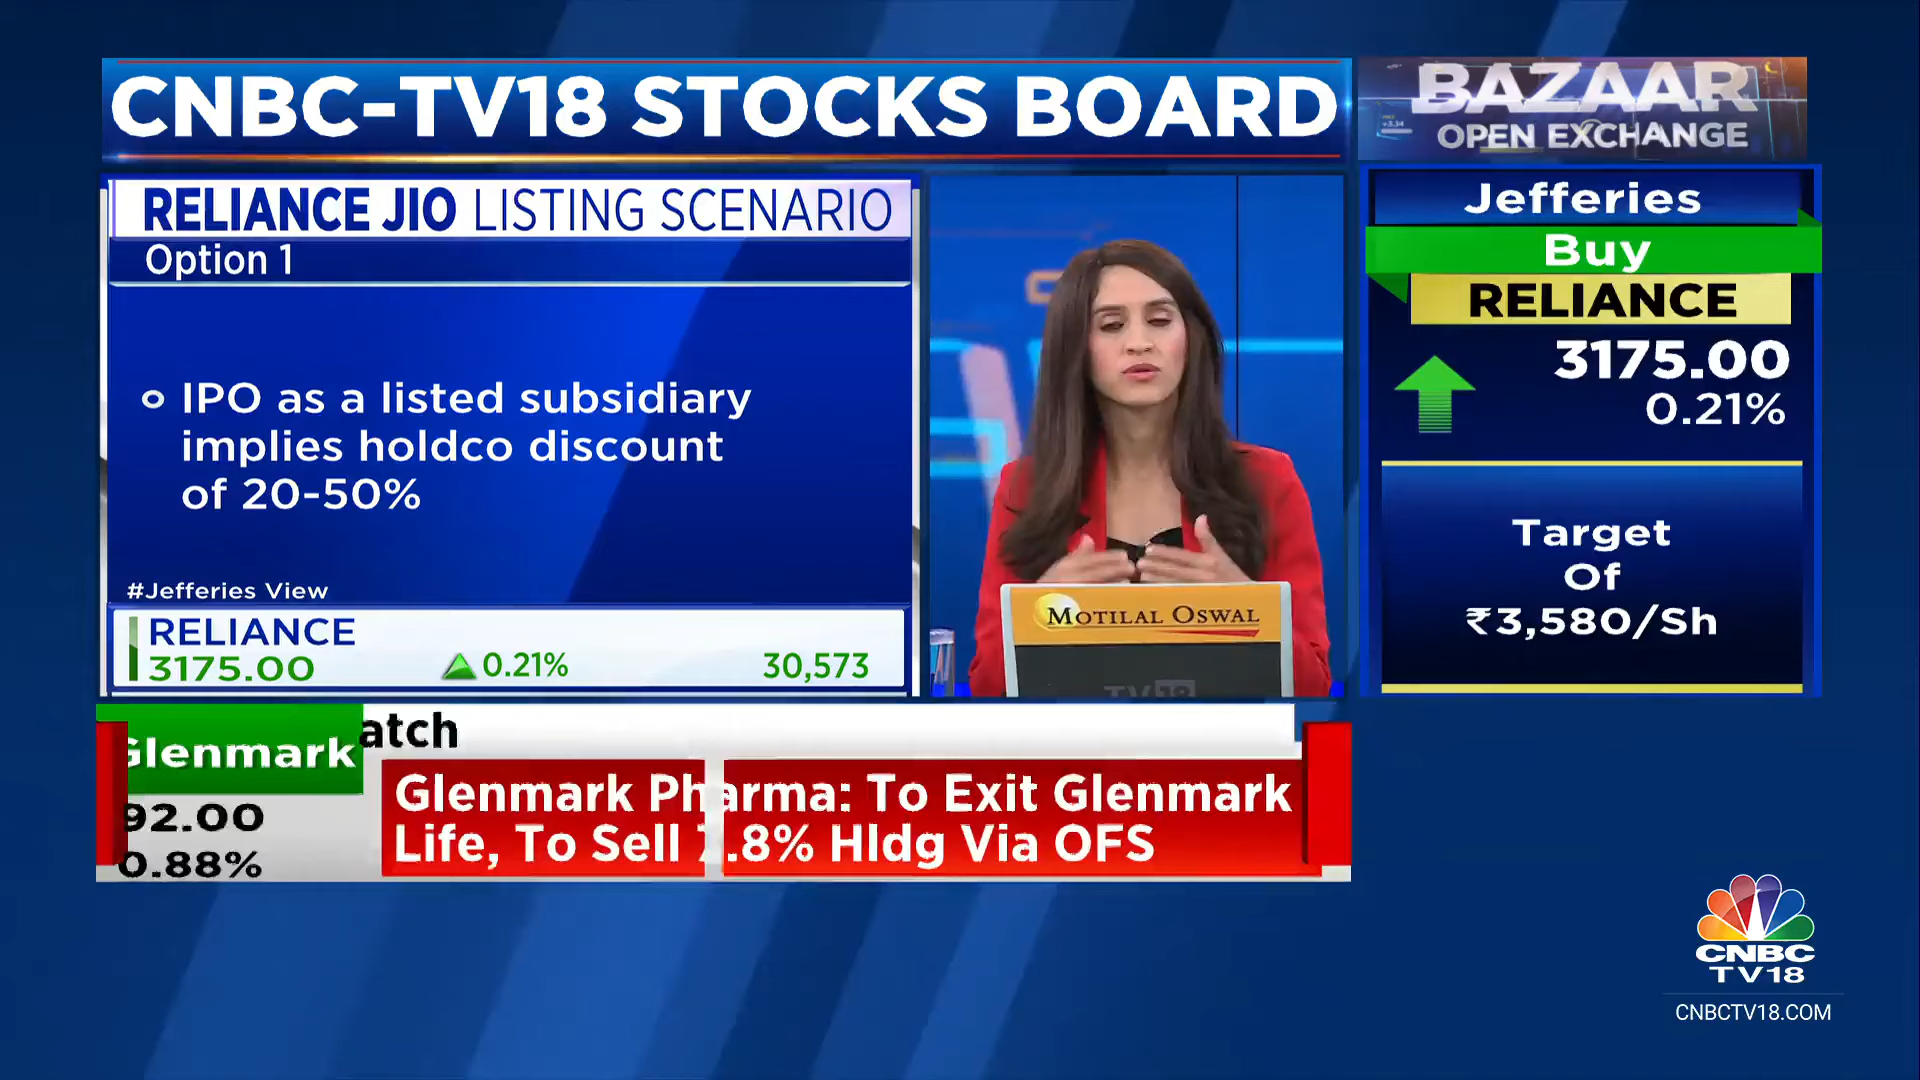 CNBC-TV18 STOCKS BOARD
BAZAAR
OPEN EXCHANGE
RELIANCE JIO LISTING SCENARIO
Option 1
IPO as a listed subsidiary
implies holdco discount
of 20-50%
#Jefferies View
RELIANCE
3175.00 0.21% 30,573
MOTILAL OSWAL
TV18
Jefferies
Buy
RELIANCE
3175.00
0.21%
Target
Of
₹3,580/Sh
Glenmark
92.00
0.88%
atch
Glenmark Pharma: To Exit Glenmark
Life, To Sell .8% Hldg Via OFS
CNBC
TV18
CNBCTV18.COM